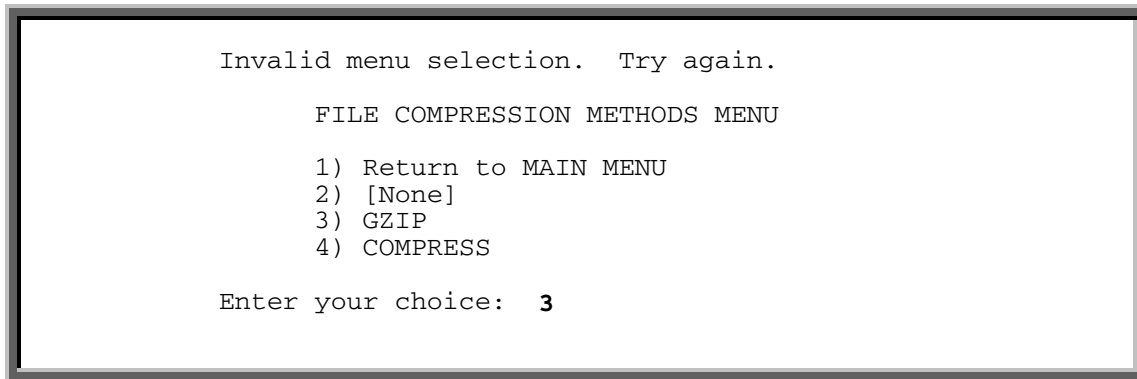 Invalid menu selection.  Try again.
FILE COMPRESSION METHODS MENU
1) Return to MAIN MENU
2) [None]
3) GZIP
4) COMPRESS
Enter your choice:  3